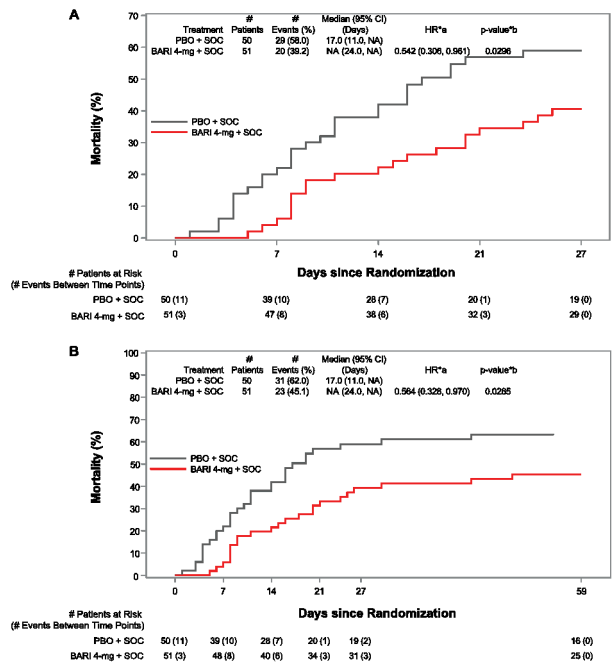 A
# # Median (95% CI)
Treatment Patients Events (%) (Days) HR*a p-value*b
PBO + SOC 50 29 (58.0) 17.0 (11.0, NA)
BARI 4-mg + SOC 51 20 (39.2) NA (24.0, NA) 0.542 (0.306, 0.961) 0.0296
70
60
50
40
30
20
10
0
Mortality (%)
PBO + SOC
BARI 4-mg + SOC
0 7 14 21 27
Days since Randomization
# Patients at Risk
(# Events Between Time Points)
PBO + SOC 50 (11) 39 (10) 28 (7) 20 (1) 19 (0)
BARI 4-mg + SOC 51 (3) 47 (8) 38 (6) 32 (3) 29 (0)
B
# # Median (95% CI)
Treatment Patients Events (%) (Days) HR*a p-value*b
PBO + SOC 50 31 (62.0) 17.0 (11.0, NA)
BARI 4-mg + SOC 51 23 (45.1) NA (24.0, NA) 0.564 (0.328, 0.970) 0.0285
100
90
80
70
60
50
40
30
20
10
0
Mortality (%)
PBO + SOC
BARI 4-mg + SOC
0 7 14 21 27 59
Days since Randomization
# Patients at Risk
(# Events Between Time Points)
PBO + SOC 50 (11) 39 (10) 28 (7) 20 (1) 19 (2) 16 (0)
BARI 4-mg + SOC 51 (3) 48 (8) 40 (6) 34 (3) 31 (3) 25 (0)